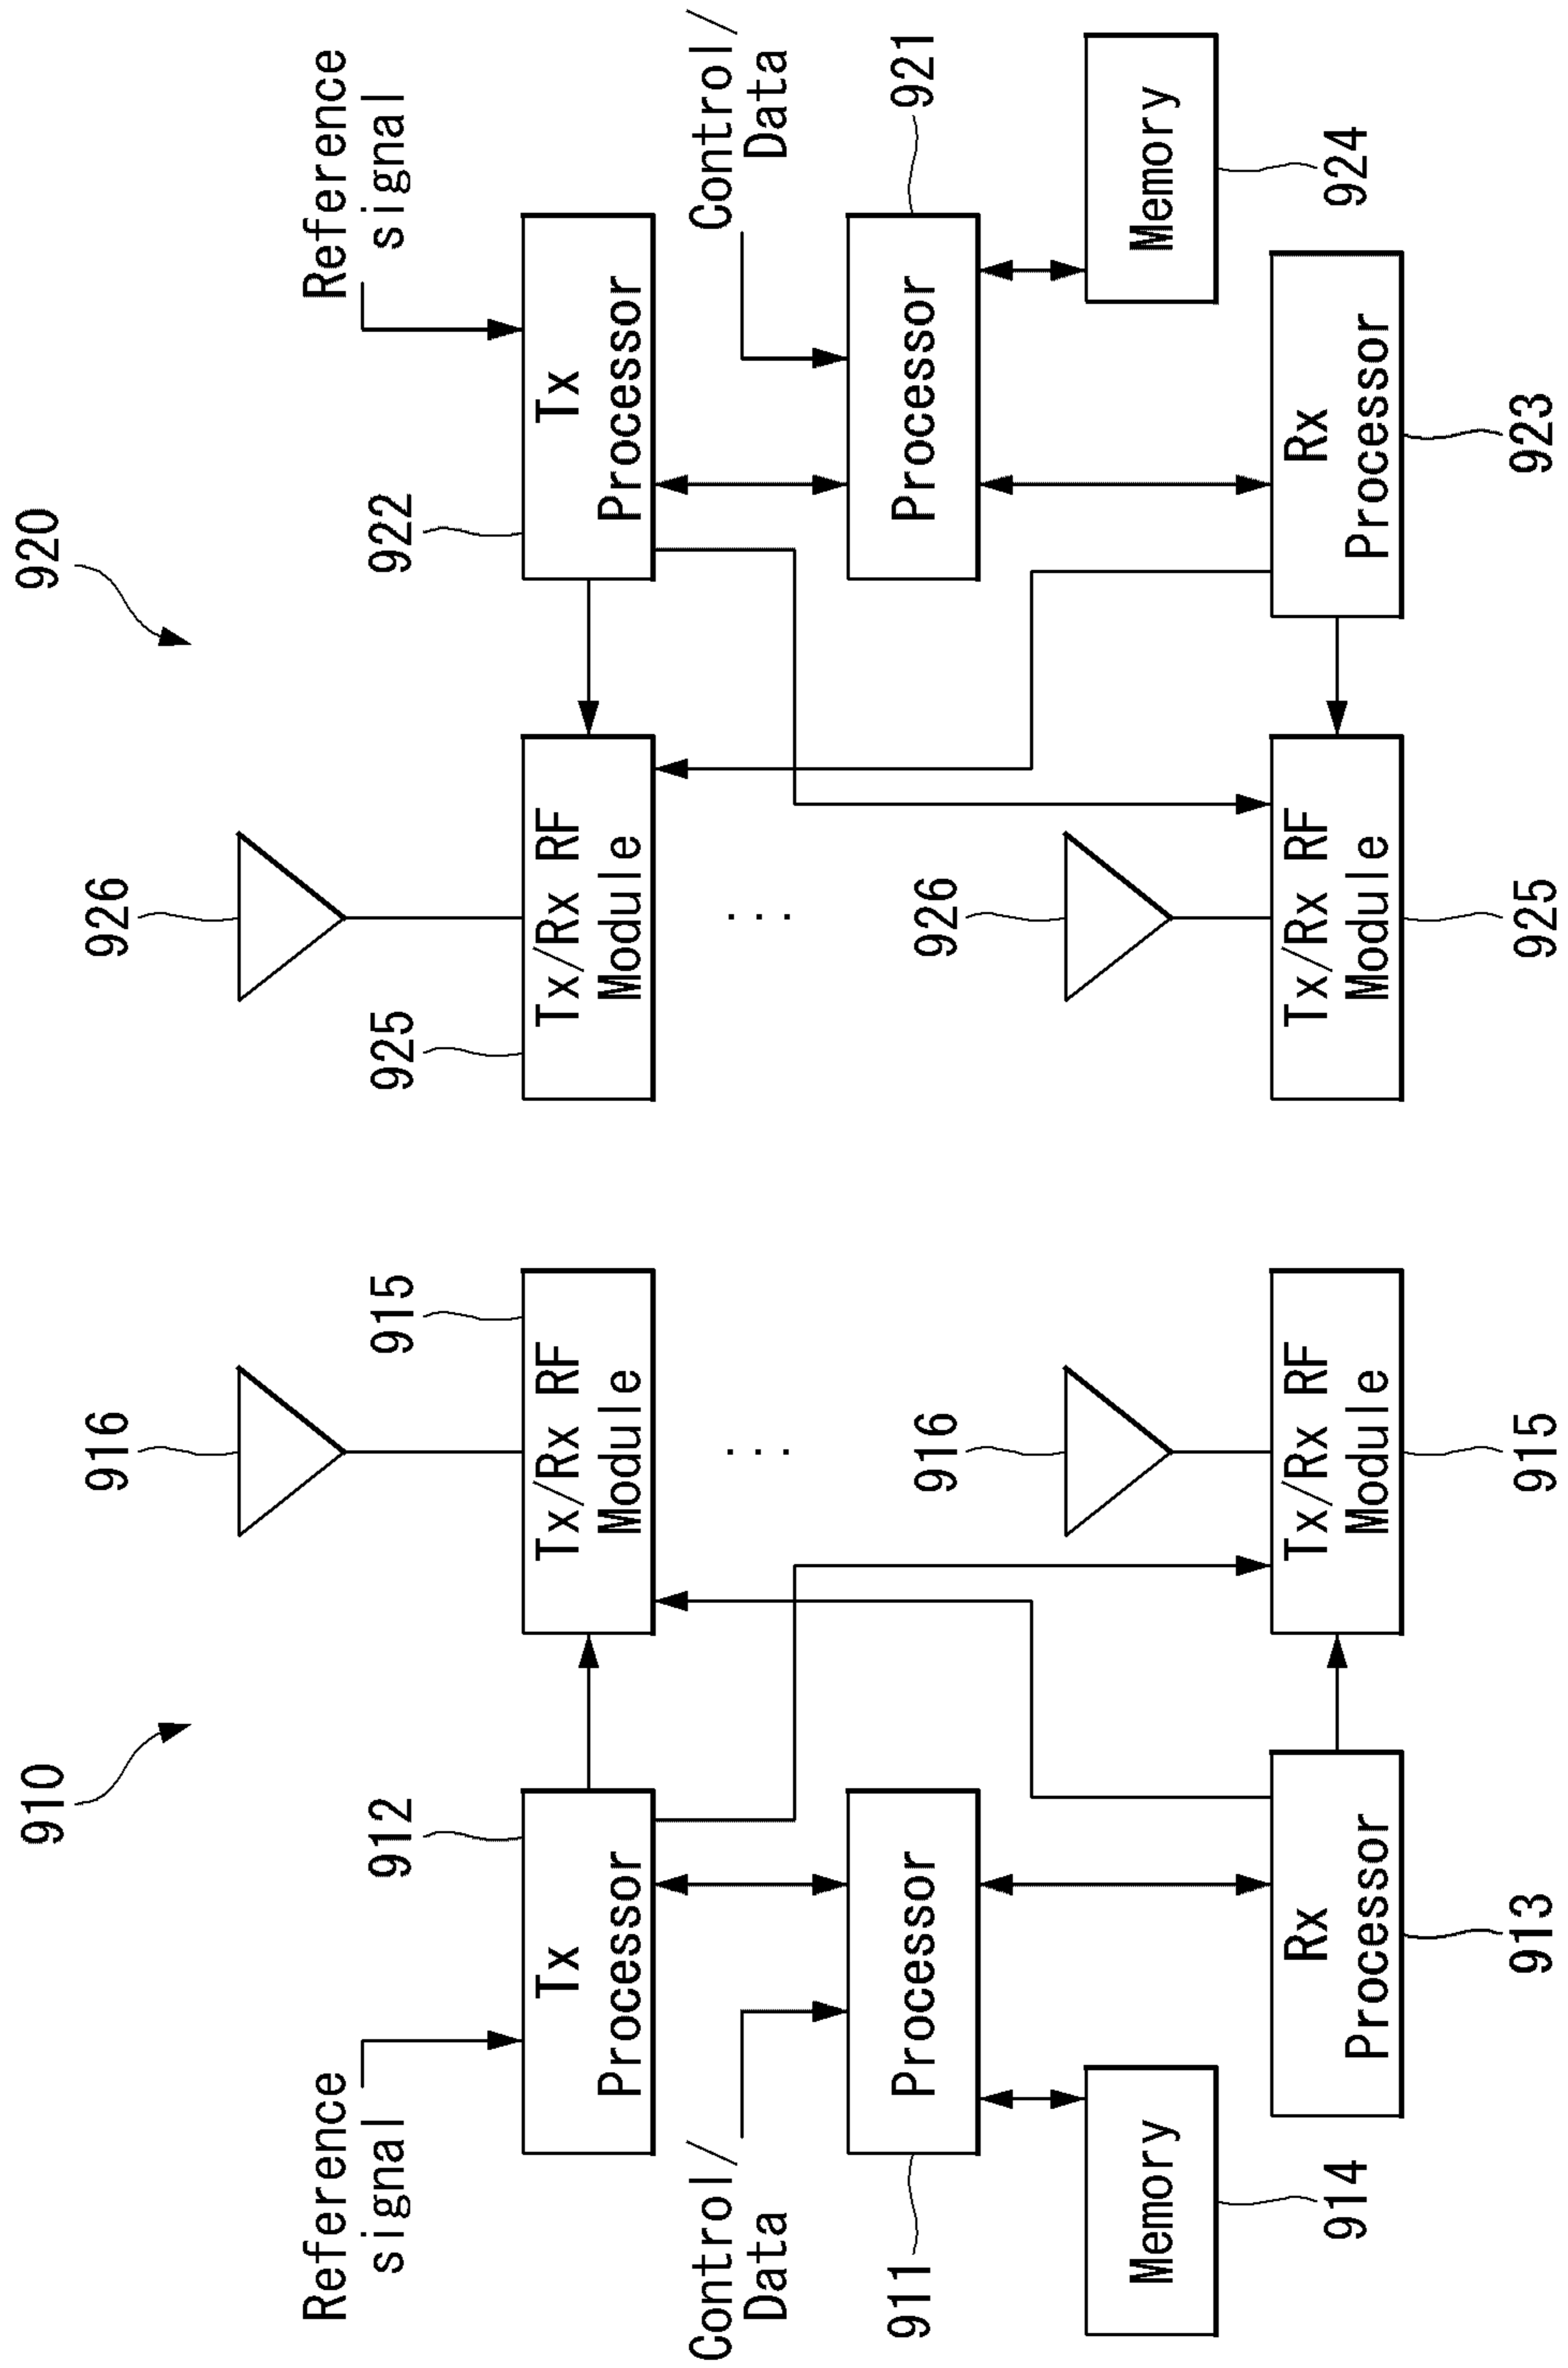 910
920
916
926
Reference
signal
912
915
925
922
Reference
signal
Tx
Processor
Tx/Rx RF
Module
Tx/Rx RF
Module
Tx
Processor
Control/
Data
...
...
Control/
Data
911
Processor
916
926
Processor
921
Memory
914
Memory
924
Rx
Processor
Tx/Rx RF
Module
Tx/Rx RF
Module
Rx
Processor
913
915
925
923